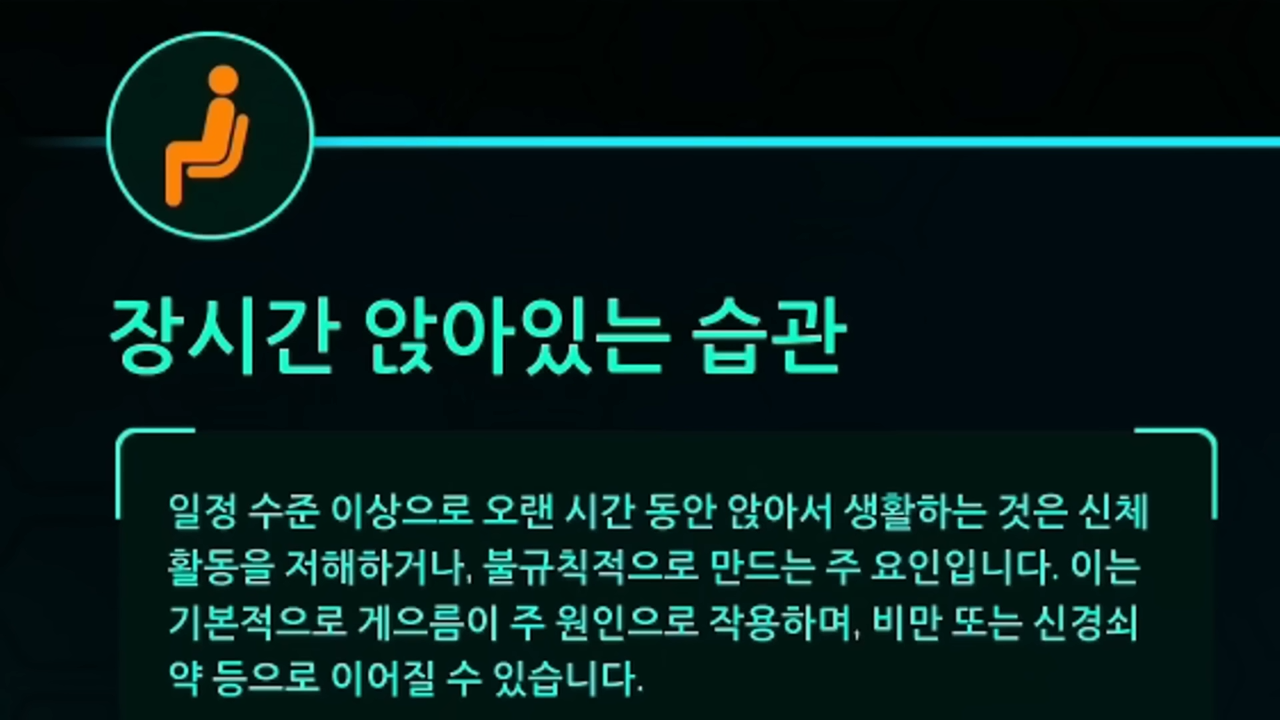 장시간 앉아있는 습관
일정 수준 이상으로 오랜 시간 동안 앉아서 생활하는 것은 신체
활동을 저해하거나, 불규칙적으로 만드는 주 요인입니다. 이는
기본적으로 게으름이 주 원인으로 작용하며, 비만 또는 신경쇠
약 등으로 이어질 수 있습니다.